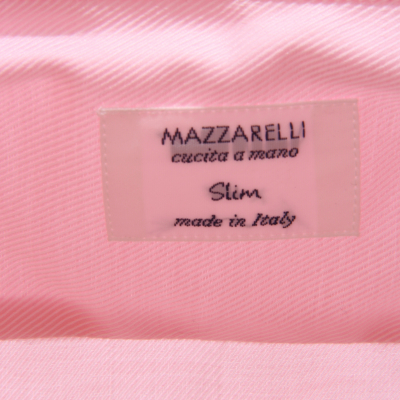 MAZZARELLI
cucita a mano
Slim
made in Italy